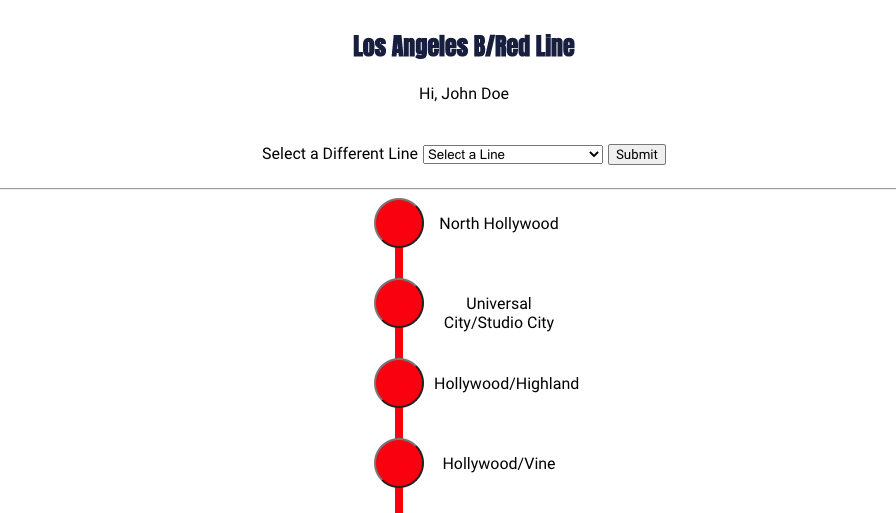 Los Angeles B/Red Line
Hi, John Doe
Select a Different Line Select a Line Submit
North Hollywood
Universal
City/Studio City
Hollywood/Highland
Hollywood/Vine